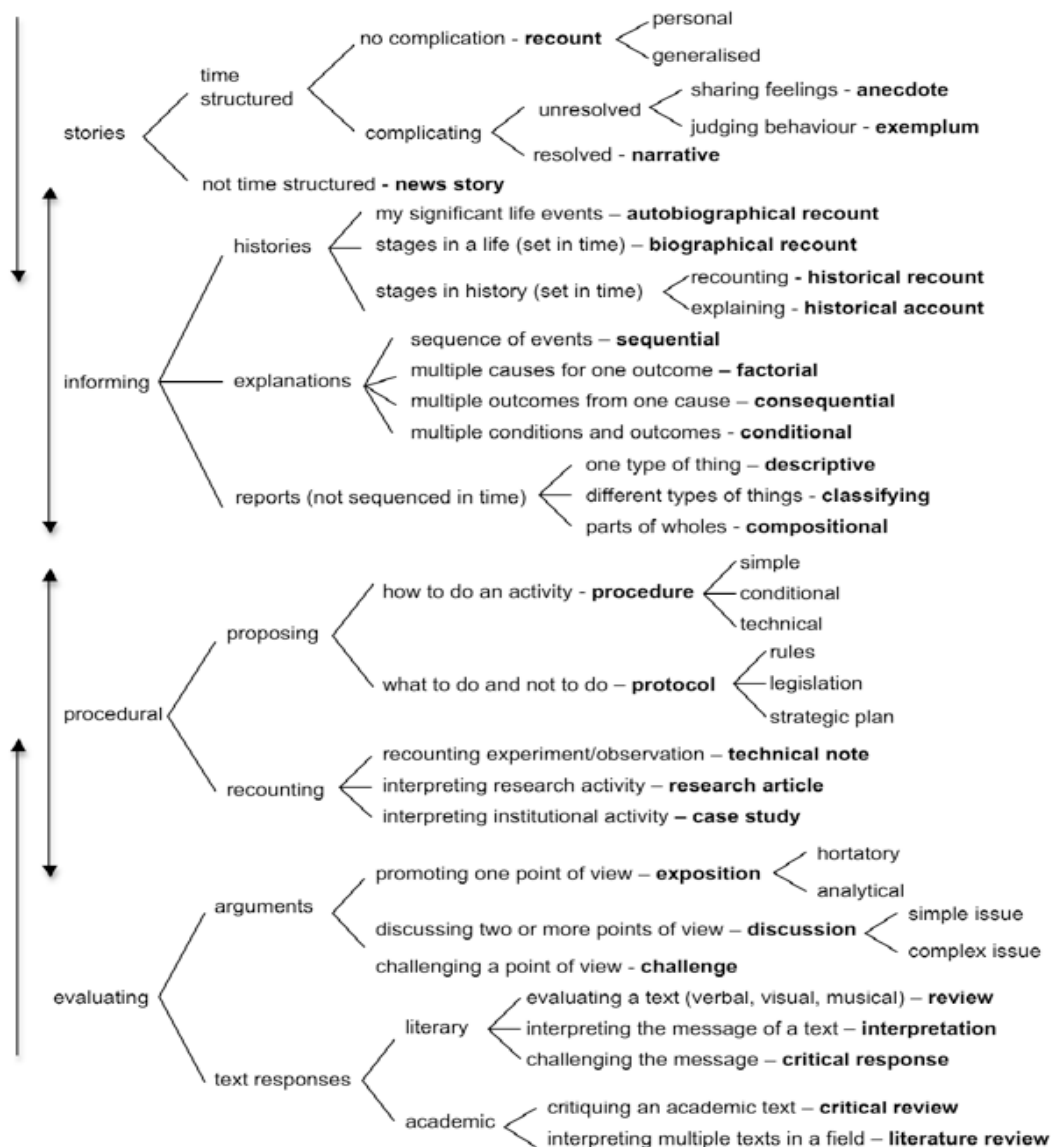 personal
no complication - recount
generalised
time
structured
sharing feelings - anecdote
unresolved
stories
complicating
judging behaviour - exemplum
resolved - narrative
not time structured - news story
my significant life events – autobiographical recount
histories
stages in a life (set in time) – biographical recount
recounting - historical recount
stages in history (set in time)
explaining - historical account
sequence of events – sequential
multiple causes for one outcome – factorial
informing
explanations
multiple outcomes from one cause – consequential
multiple conditions and outcomes - conditional
one type of thing – descriptive
reports (not sequenced in time)
different types of things - classifying
parts of wholes - compositional
simple
how to do an activity - procedure
conditional
technical
proposing
rules
what to do and not to do – protocol
legislation
strategic plan
procedural
recounting experiment/observation – technical note
recounting
interpreting research activity – research article
interpreting institutional activity – case study
hortatory
promoting one point of view – exposition
analytical
arguments
simple issue
discussing two or more points of view – discussion
complex issue
challenging a point of view - challenge
evaluating
evaluating a text (verbal, visual, musical) – review
literary
interpreting the message of a text – interpretation
challenging the message – critical response
text responses
critiquing an academic text – critical review
academic
interpreting multiple texts in a field – literature review